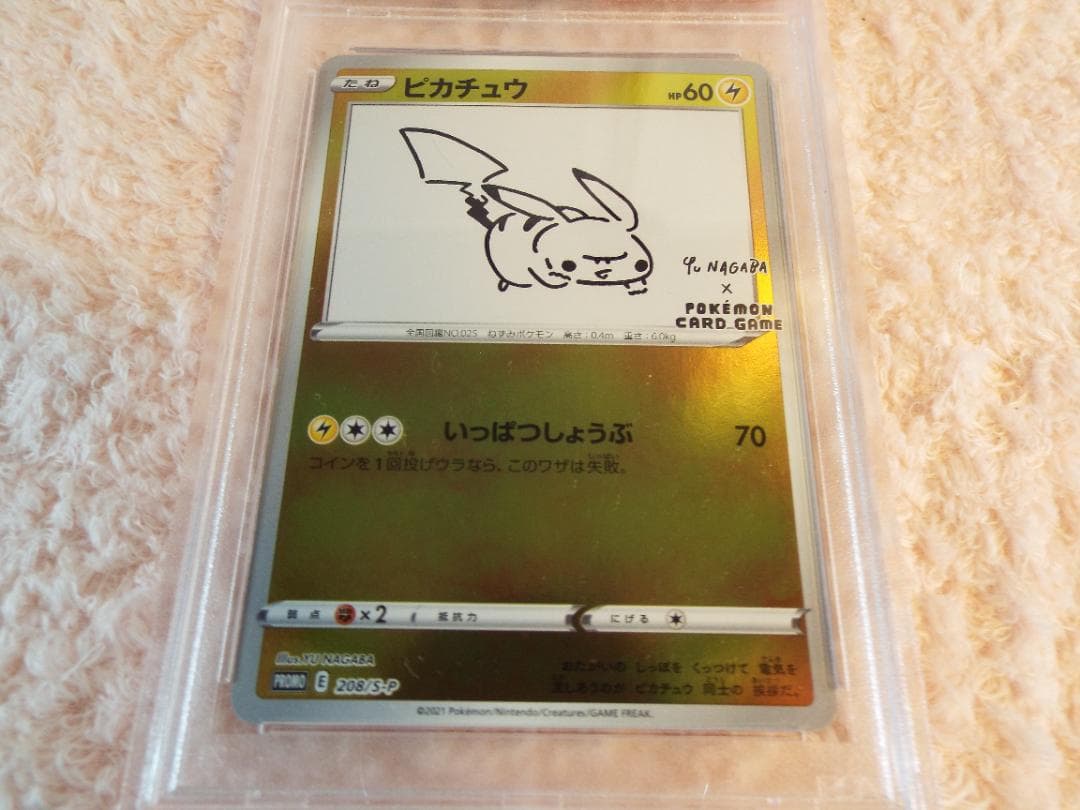 たね ピカチュウ HP60
Yu NAGABA
×
POKÉMON
CARD GAME
全国図鑑NO.025 ねずみポケモン 高さ:0.4m 重さ:6.0kg
いっぱつしょうぶ 70
コインを1回投げウラなら、このワザは失敗。
弱点 ×2 抵抗力 にげる
illus. YU NAGABA
おたがいの しっぽを くっつけて 電気を
流しあうのが ピカチュウ 同士の 挨拶だ。
PROMO E 208/S-P
©2021 Pokémon/Nintendo/Creatures/GAME FREAK.